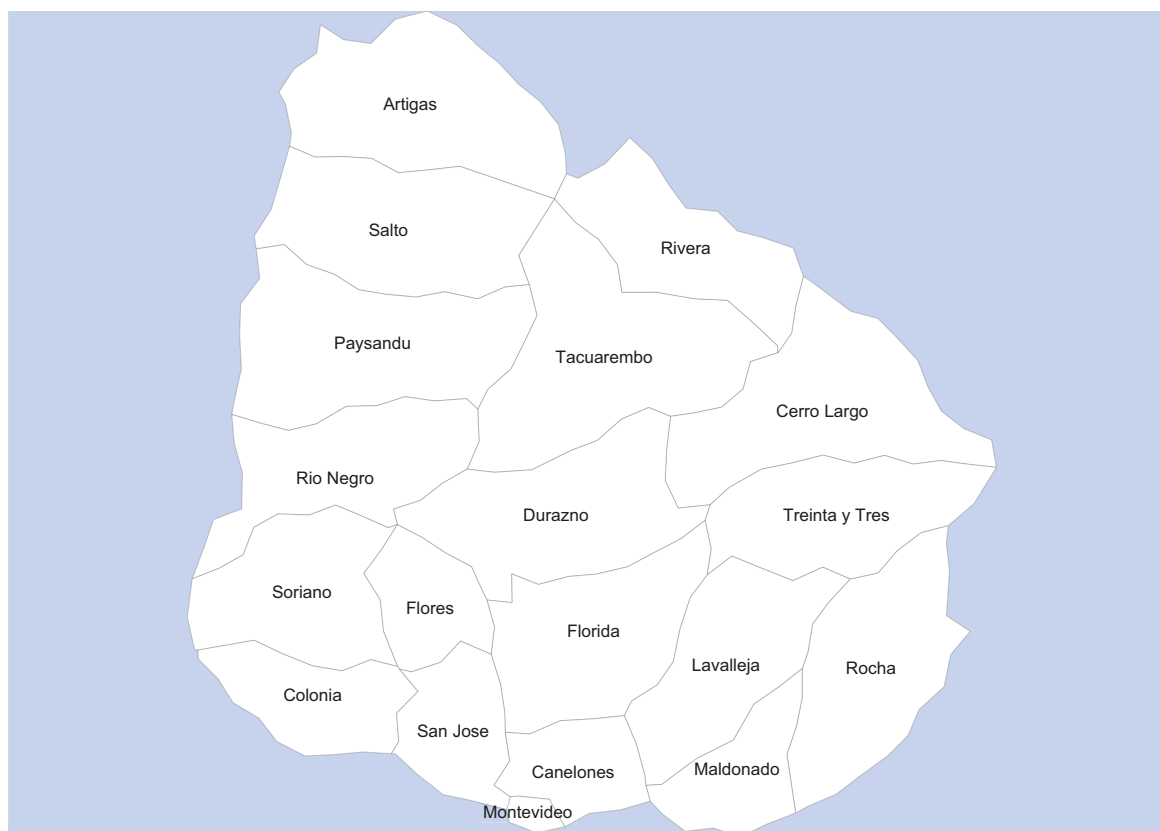 Artigas
Salto
Rivera
Paysandu
Tacuarembo
Cerro Largo
Rio Negro
Durazno
Treinta y Tres
Soriano
Flores
Florida
Lavalleja
Rocha
Colonia
San Jose
Canelones
Maldonado
Montevideo